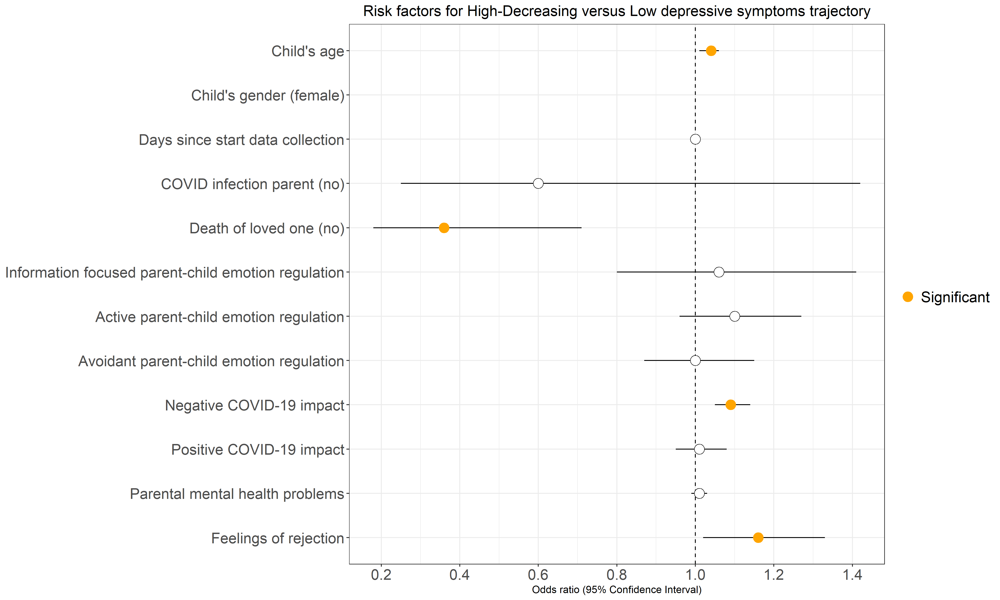 Risk factors for High-Decreasing versus Low depressive symptoms trajectory
Child's age
Child's gender (female)
Days since start data collection
COVID infection parent (no)
Death of loved one (no)
Information focused parent-child emotion regulation
Active parent-child emotion regulation
Avoidant parent-child emotion regulation
Negative COVID-19 impact
Positive COVID-19 impact
Parental mental health problems
Feelings of rejection
Significant
0.2 0.4 0.6 0.8 1.0 1.2 1.4
Odds ratio (95% Confidence Interval)